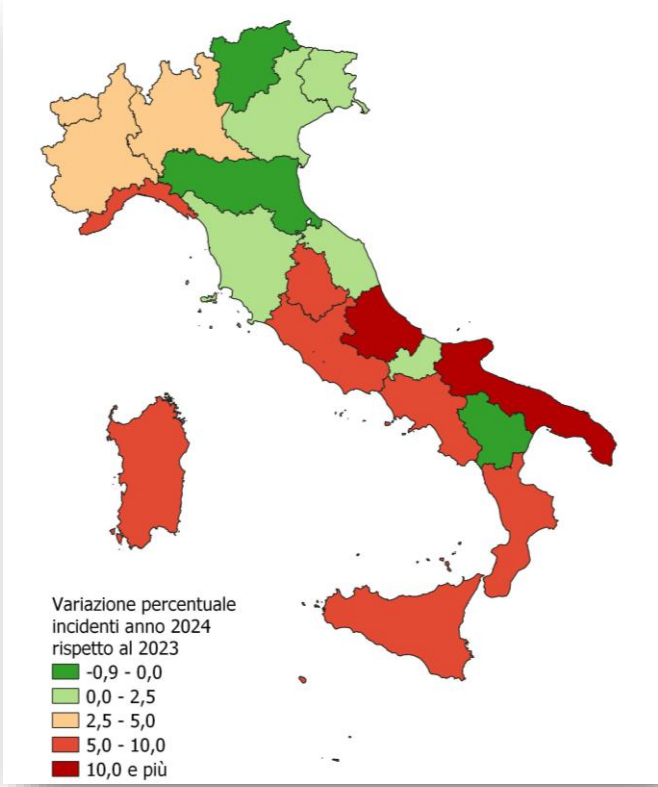 Variazione percentuale
incidenti anno 2024
rispetto al 2023
-0,9 - 0,0
0,0 - 2,5
2,5 - 5,0
5,0 - 10,0
10,0 e più